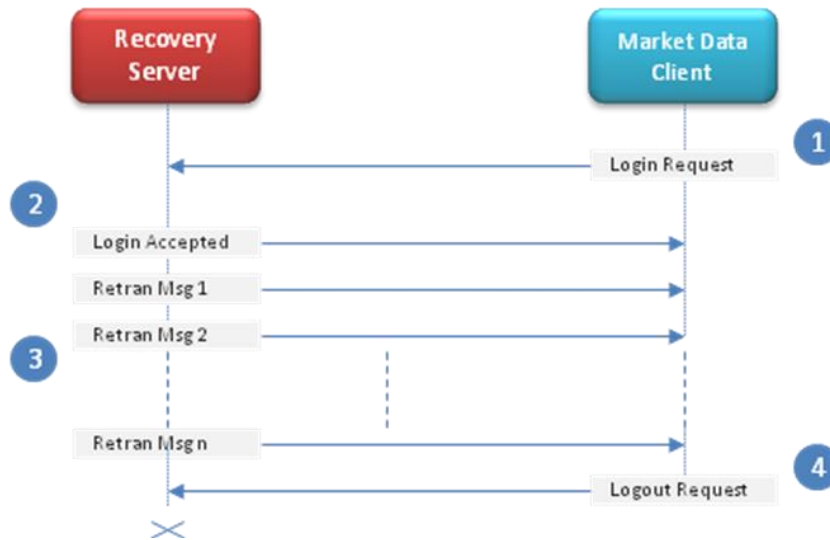 Recovery
Server
Market Data
Client
1
Login Request
2
Login Accepted
Retran Msg 1
Retran Msg 2
3
Retran Msg n
4
Logout Request